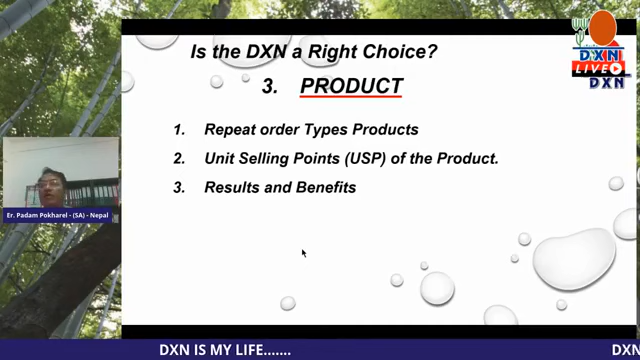 Is the DXN a Right Choice?
3. PRODUCT
1. Repeat order Types Products
2. Unit Selling Points (USP) of the Product.
3. Results and Benefits
DXN
LIVE
DXN
Er. Padam Pokharel - (SA) - Nepal
DXN IS MY LIFE.......
DXN